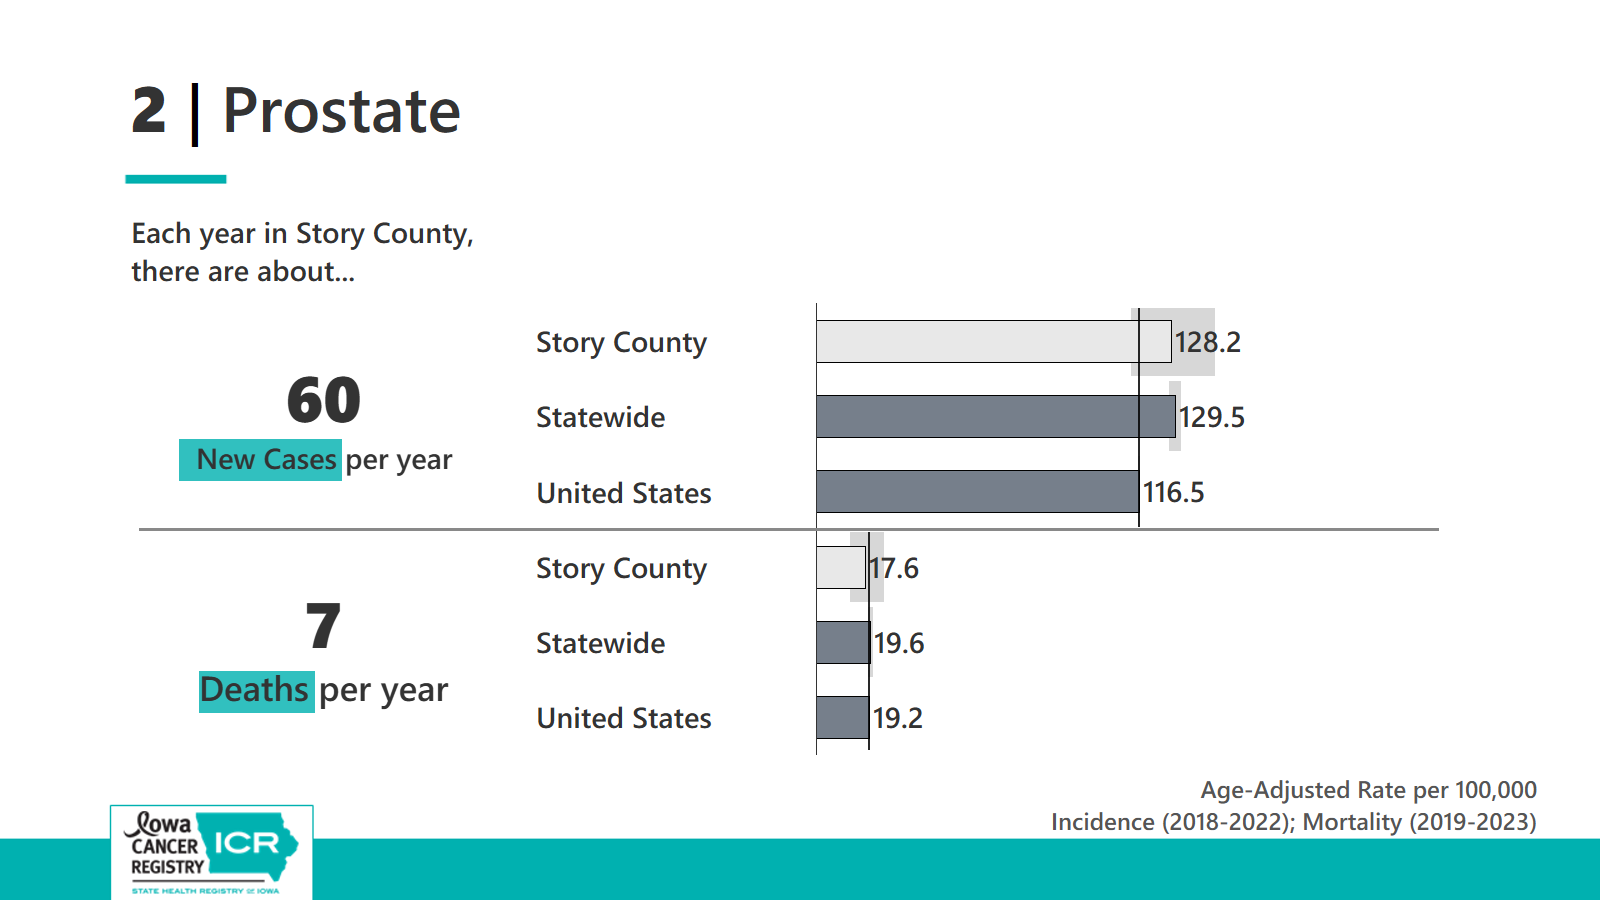 2 | Prostate
Each year in Story County,
there are about...
60
New Cases per year
Story County 128.2
Statewide 129.5
United States 116.5
7
Deaths per year
Story County 17.6
Statewide 19.6
United States 19.2
Age-Adjusted Rate per 100,000
Incidence (2018-2022); Mortality (2019-2023)
Iowa
CANCER
REGISTRY
ICR
STATE HEALTH REGISTRY OF IOWA